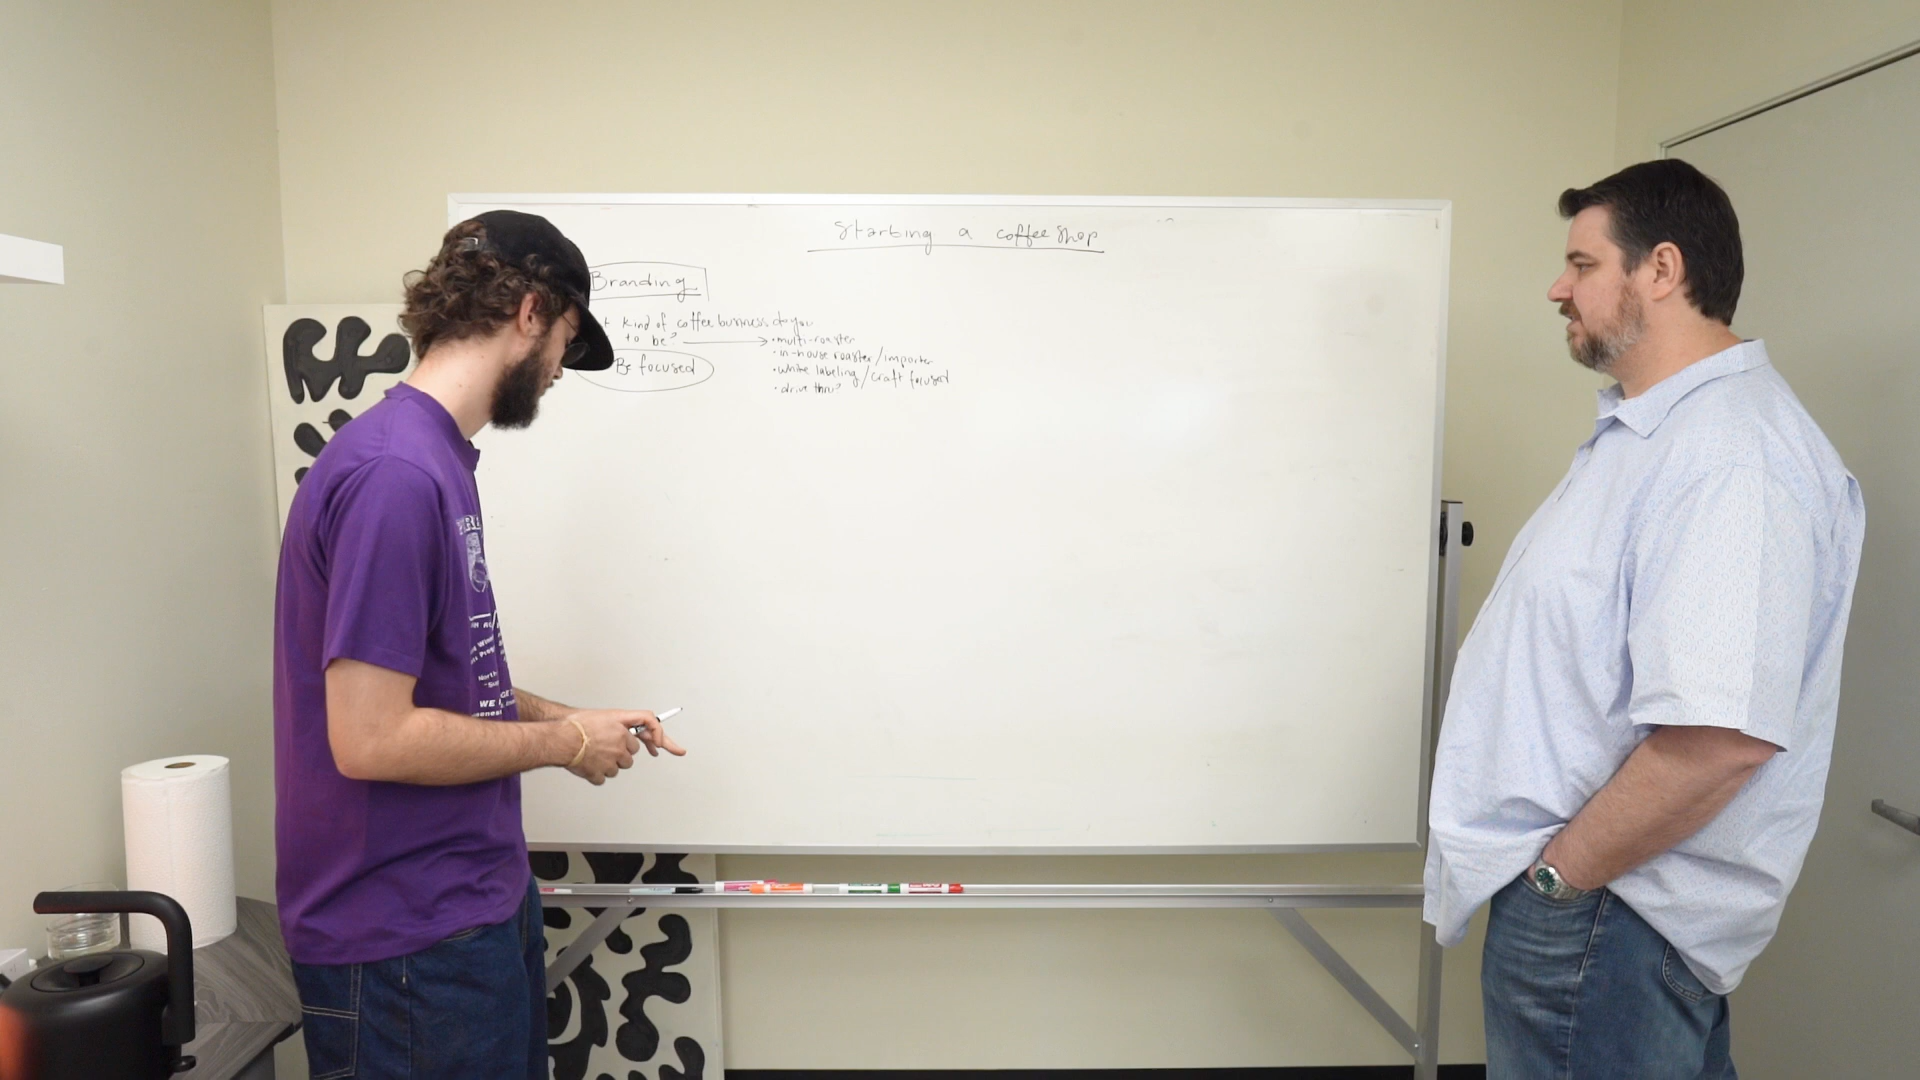 Starting a coffee shop
Branding
kind of coffee business do you
to be?
• multi-roaster
• in-house roaster/importer
• white labeling/craft focused
• drive thru?
Be focused
WE